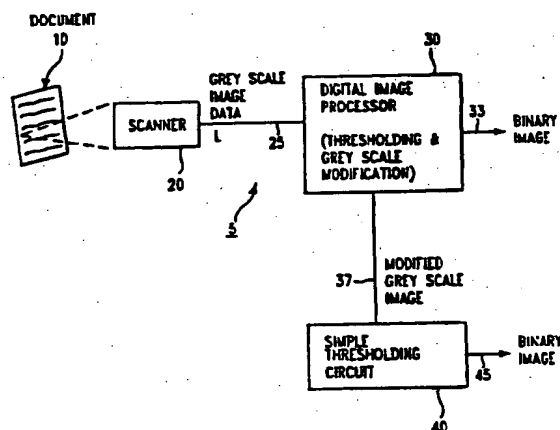 DOCUMENT
10
SCANNER
20
GREY SCALE
IMAGE
DATA
L
25
5
30
DIGITAL IMAGE
PROCESSOR
(THRESHOLDING &
GREY SCALE
MODIFICATION)
33
BINARY
IMAGE
37
MODIFIED
GREY SCALE
IMAGE
SIMPLE
THRESHOLDING
CIRCUIT
40
45
BINARY
IMAGE